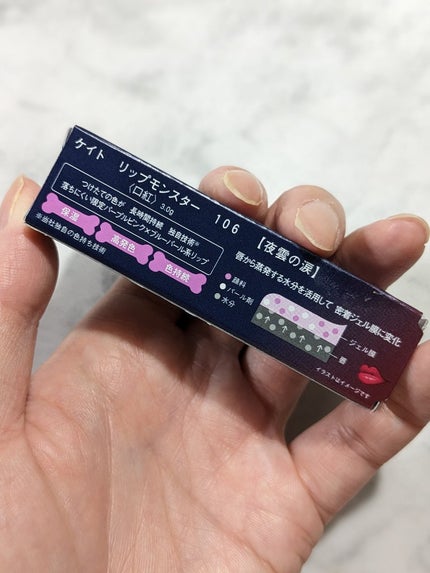 ケイト　リップモンスター　106　【夜雲の涙】
〈口紅〉 3.0g
つけたての色が　長時間持続　独自技術※
落ちにくい限定パープルピンク×ブルーパール系リップ
保湿
高発色
色持続
※当社独自の色持ち技術
唇から蒸発する水分を活用して 密着ジェル膜に変化
顔料
パール剤
水分
ジェル膜
唇
イラストはイメージです